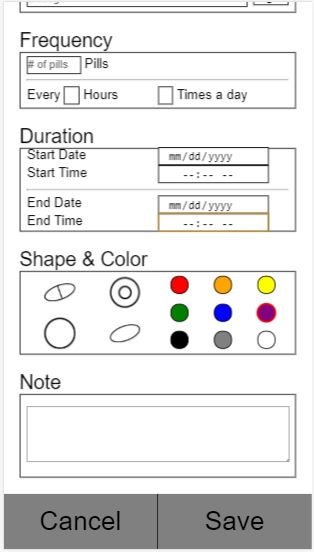 Frequency
# of pills Pills
Every Hours Times a day
Duration
Start Date mm/dd/yyyy
Start Time --:-- --
End Date mm/dd/yyyy
End Time --:-- --
Shape & Color
Note
Cancel Save